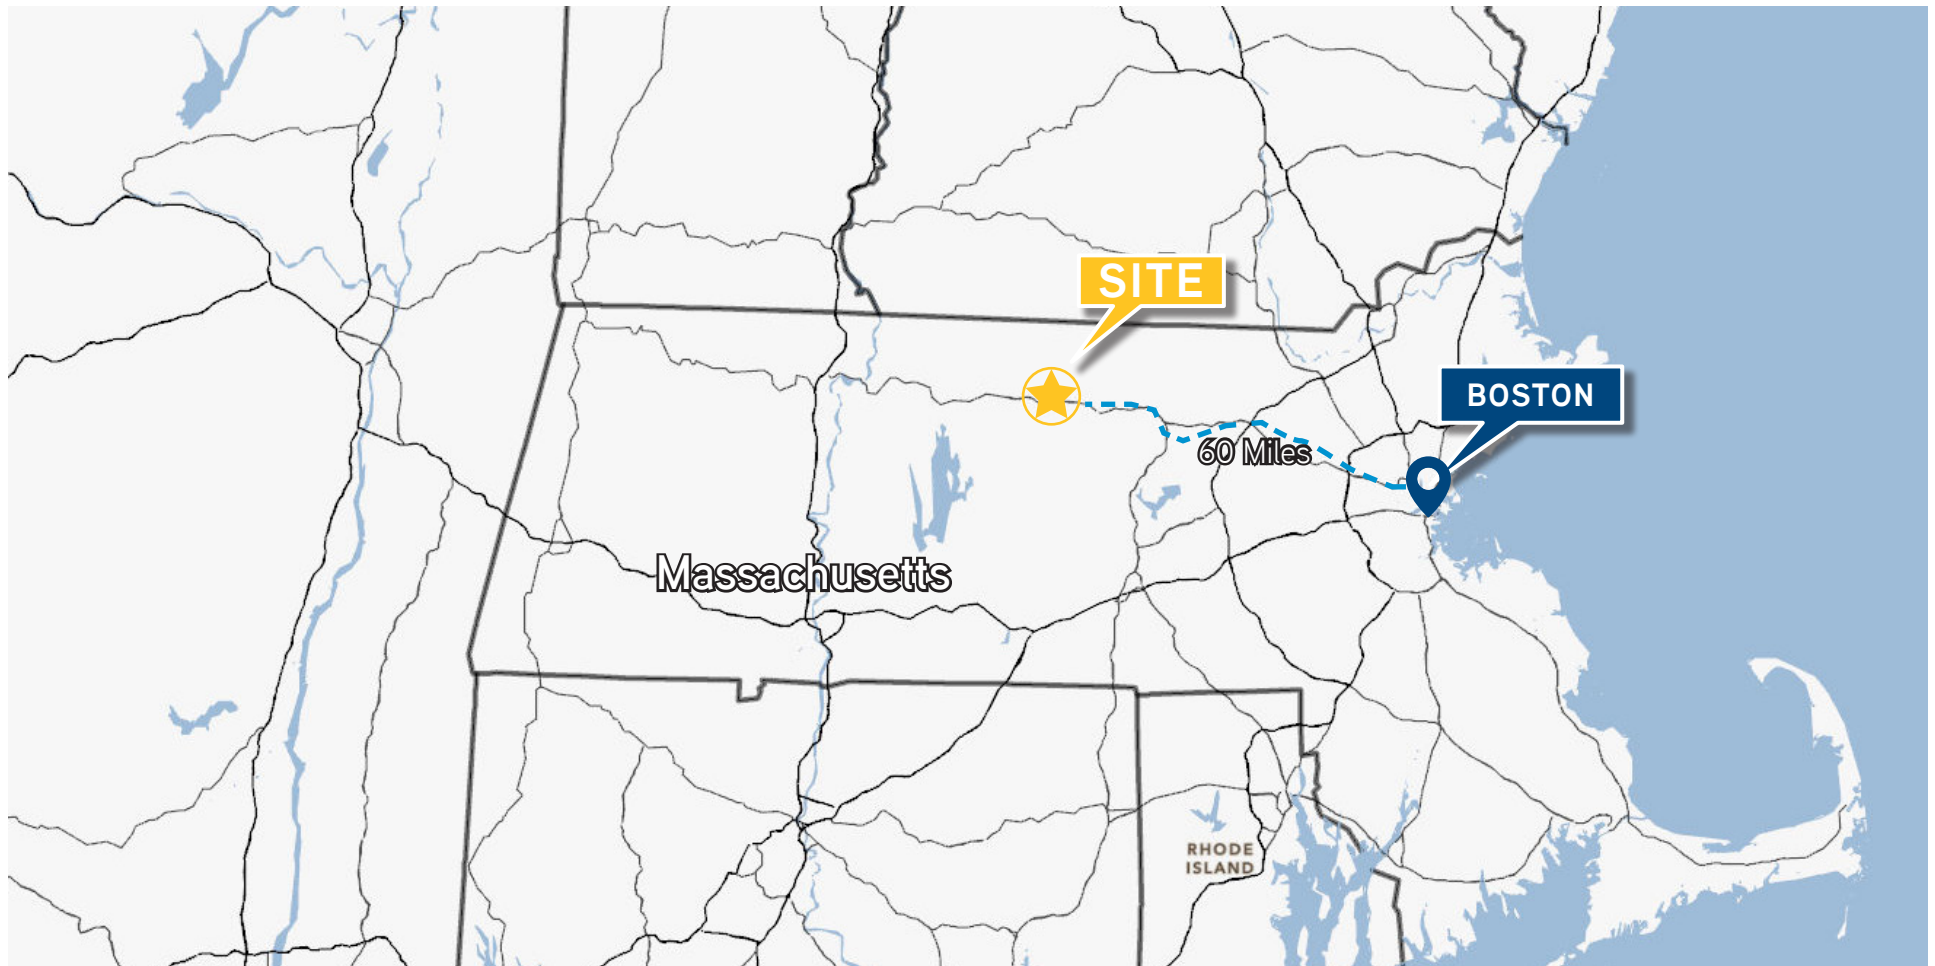 SITE
BOSTON
60 Miles
Massachusetts
RHODE
ISLAND